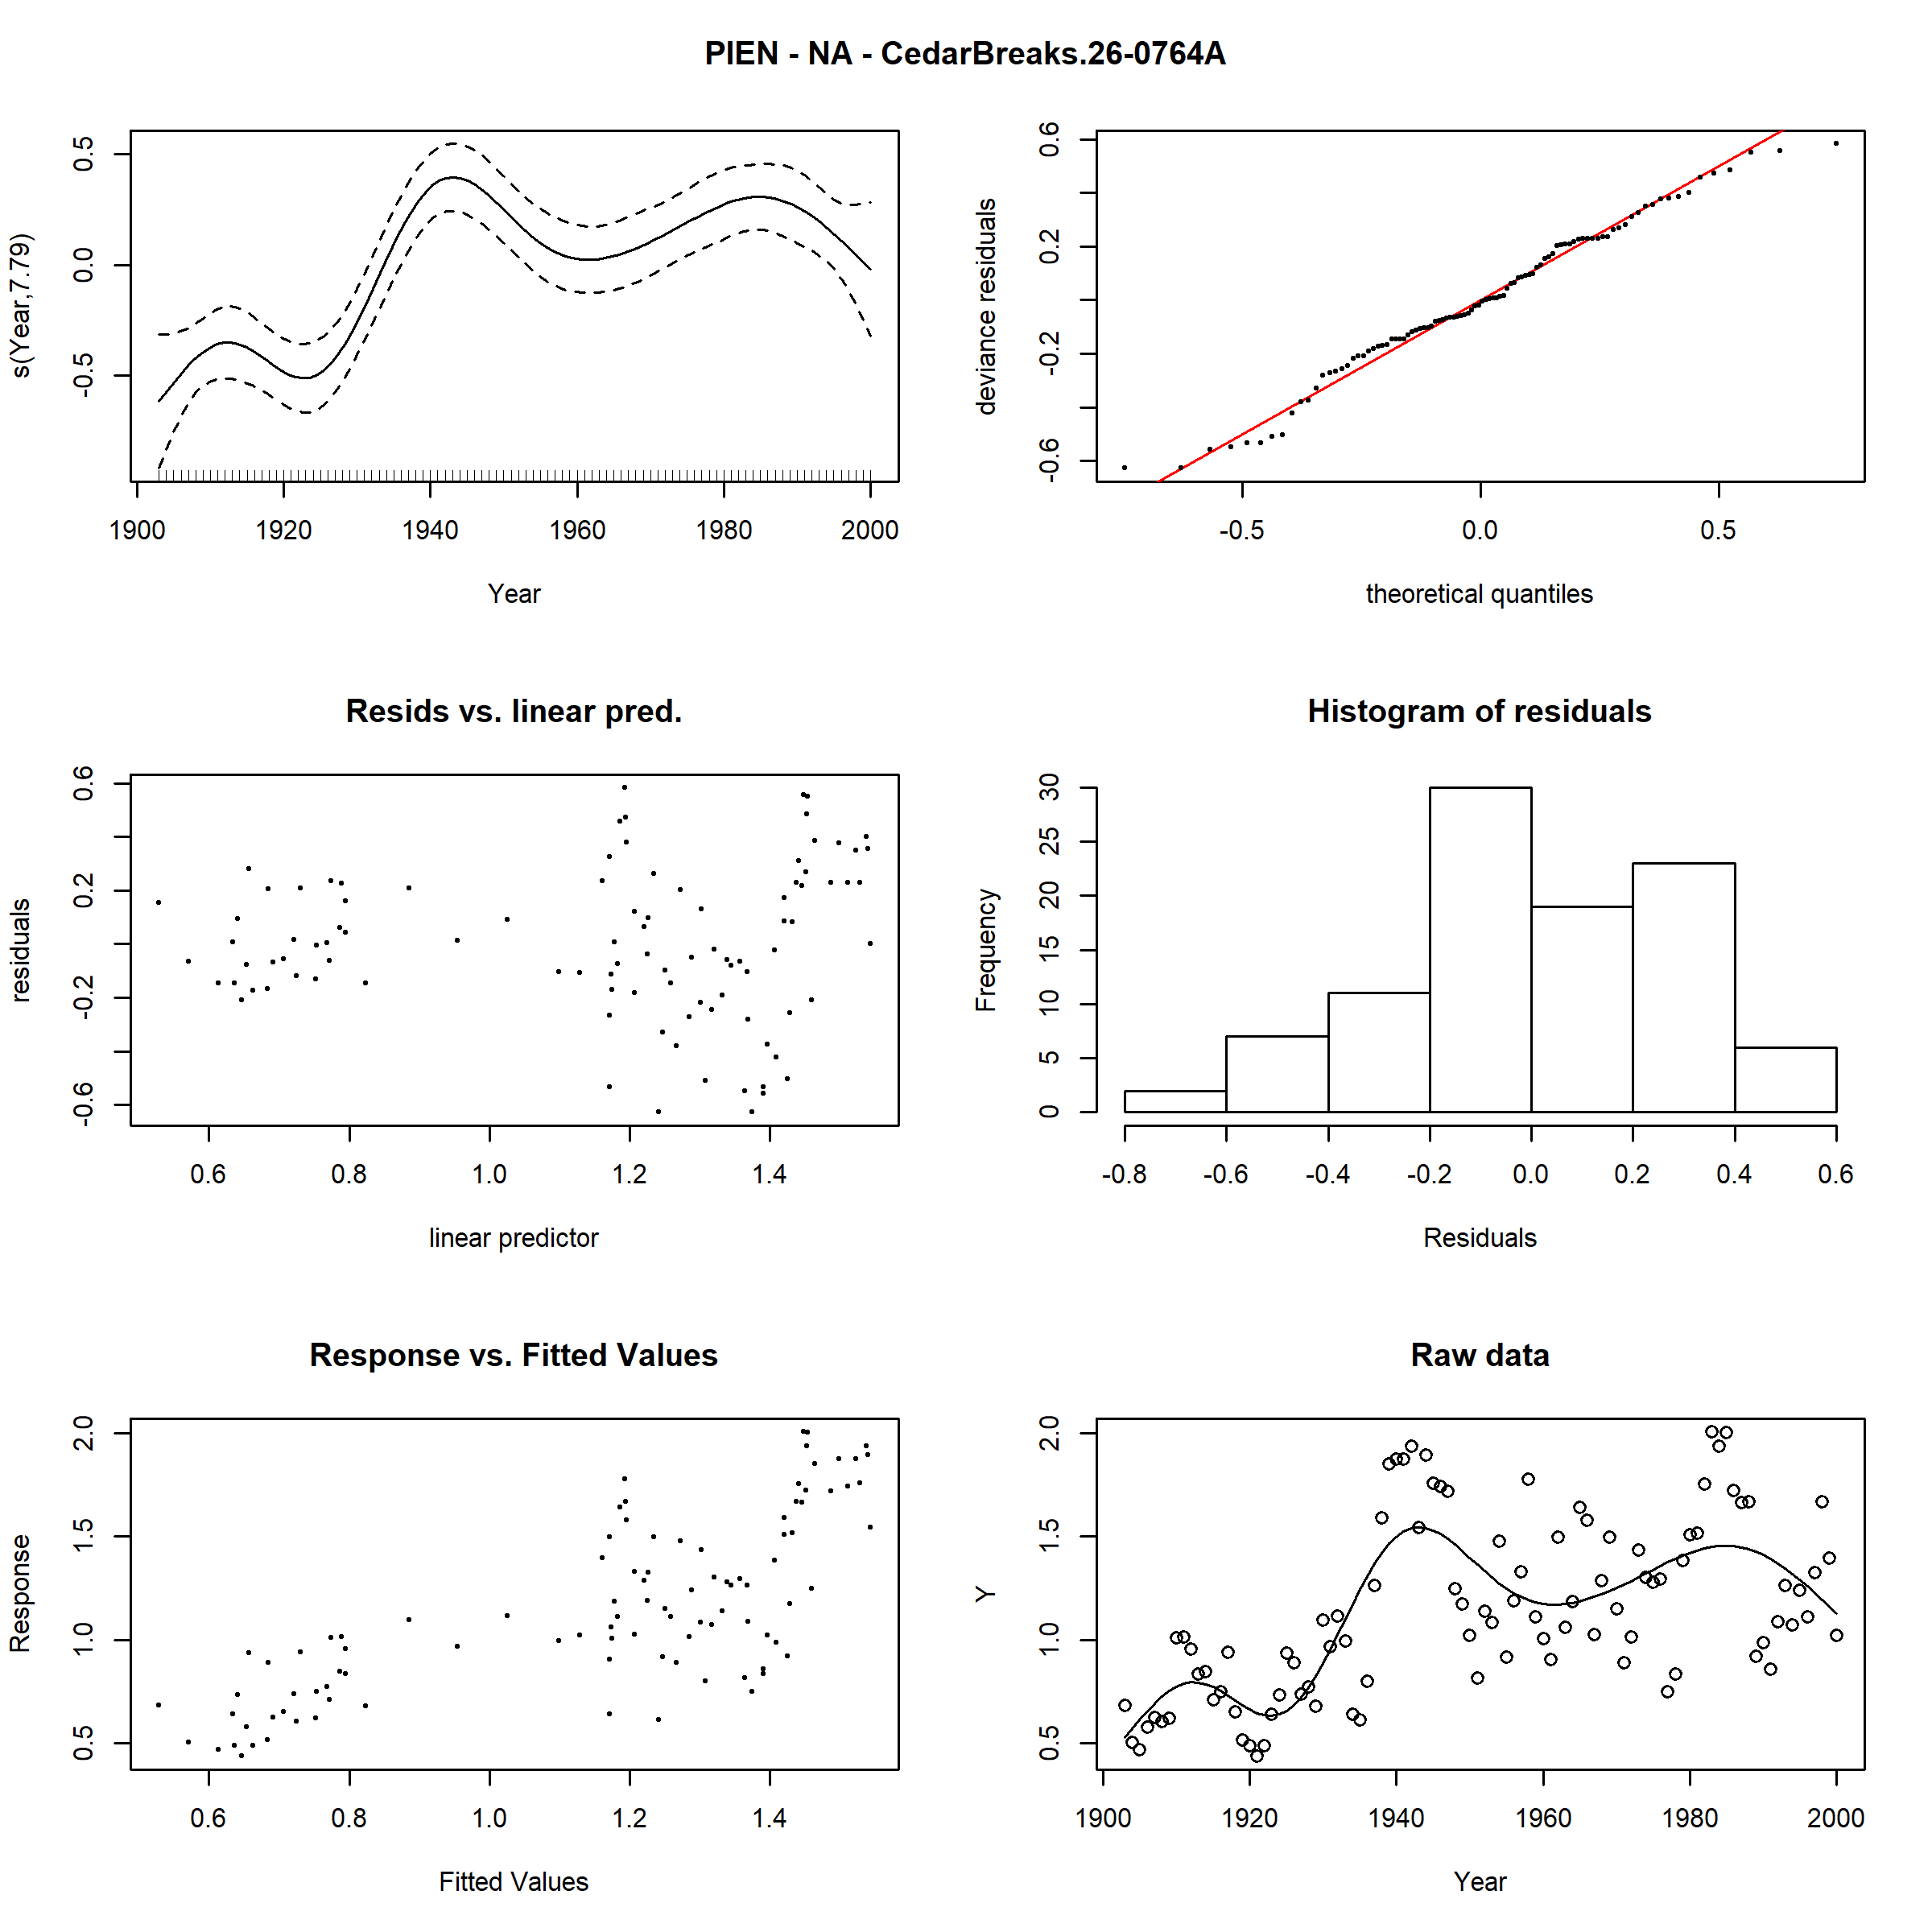 PIEN - NA - CedarBreaks.26-0764A
s(Year,7.79)
0.5
0.0
-0.5
1900 1920 1940 1960 1980 2000
Year
deviance residuals
0.6
0.2
-0.2
-0.6
-0.5 0.0 0.5
theoretical quantiles
Resids vs. linear pred.
residuals
0.6
0.2
-0.2
-0.6
0.6 0.8 1.0 1.2 1.4
linear predictor
Histogram of residuals
Frequency
30
25
20
15
10
5
0
-0.8 -0.6 -0.4 -0.2 0.0 0.2 0.4 0.6
Residuals
Response vs. Fitted Values
Response
2.0
1.5
1.0
0.5
0.6 0.8 1.0 1.2 1.4
Fitted Values
Raw data
Y
2.0
1.5
1.0
0.5
1900 1920 1940 1960 1980 2000
Year